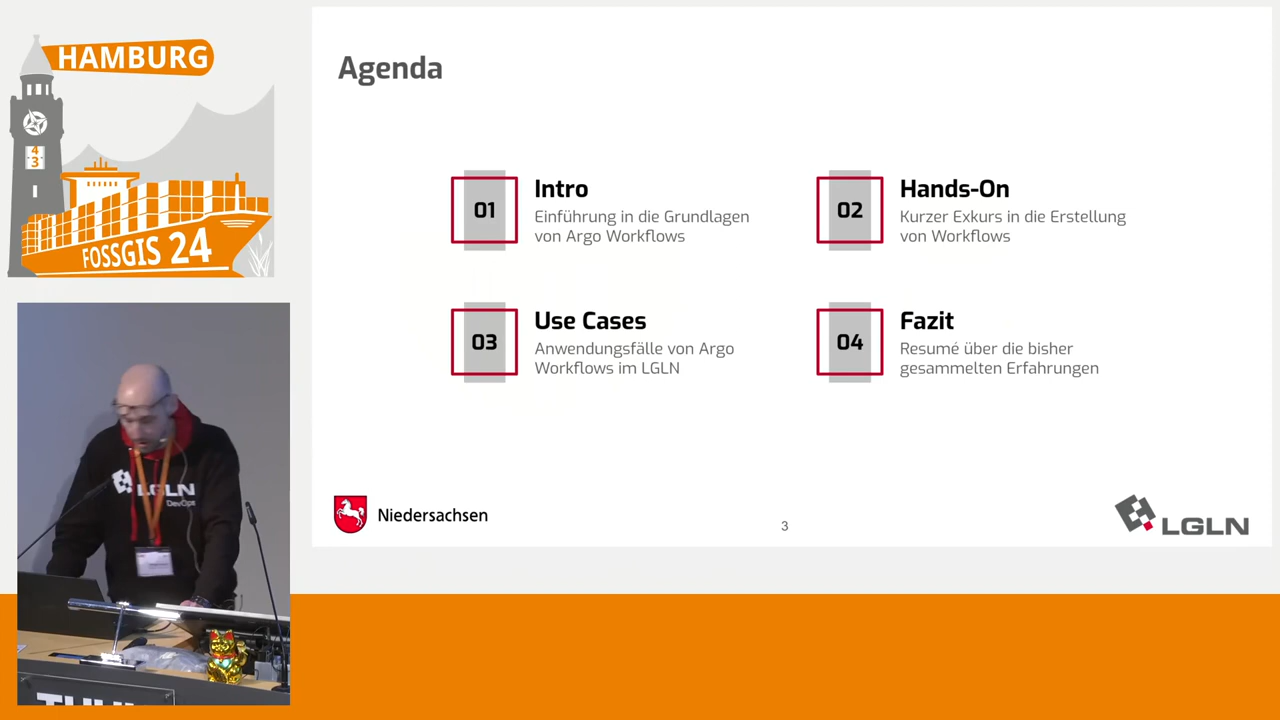 HAMBURG
4
3
FOSSGIS 24
Agenda
01
Intro
Einführung in die Grundlagen
von Argo Workflows
02
Hands-On
Kurzer Exkurs in die Erstellung
von Workflows
03
Use Cases
Anwendungsfälle von Argo
Workflows im LGLN
04
Fazit
Resumé über die bisher
gesammelten Erfahrungen
Niedersachsen
3
LGLN
LGLN
DevOps